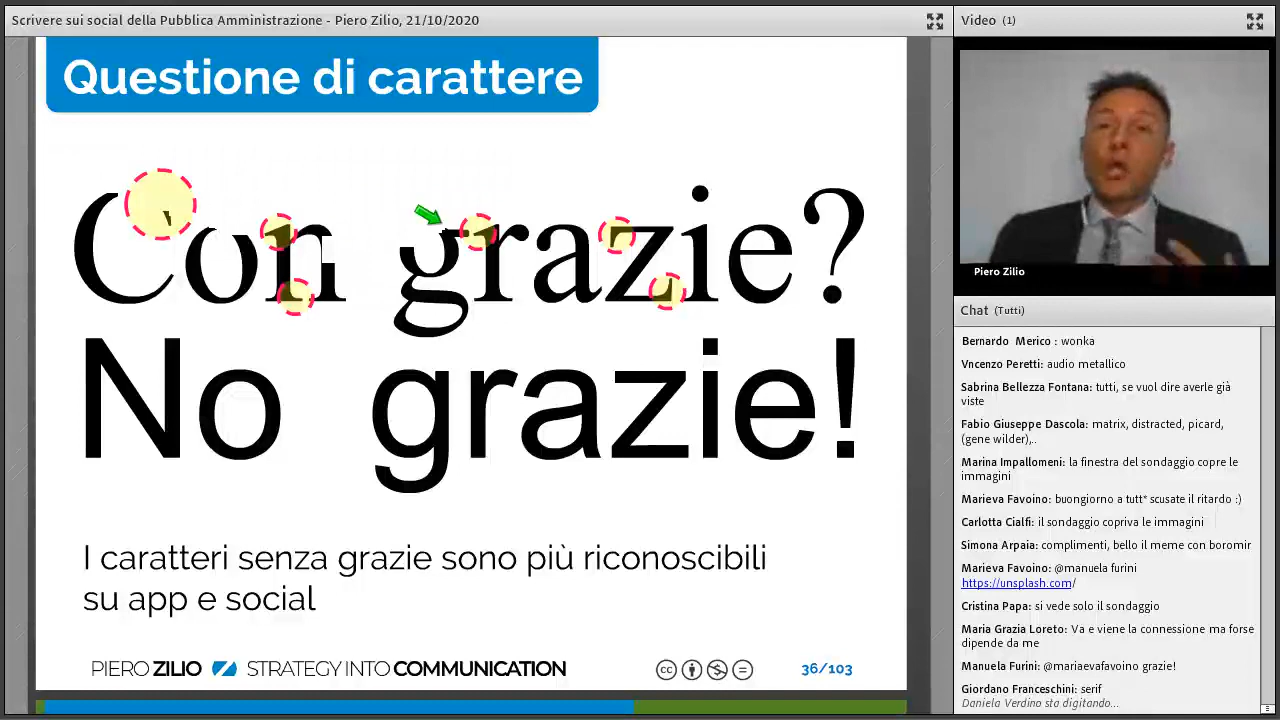 Scrivere sui social della Pubblica Amministrazione - Piero Zilio, 21/10/2020
Questione di carattere
Con grazie?
No grazie!
I caratteri senza grazie sono più riconoscibili
su app e social
PIERO ZILIO STRATEGY INTO COMMUNICATION
cc
36/103
Video (1)
Piero Zilio
Chat (Tutti)
Bernardo Merico : wonka
Vncenzo Peretti: audio metallico
Sabrina Bellezza Fontana: tutti, se vuol dire averle già
viste
Fabio Giuseppe Dascola: matrix, distracted, picard,
(gene wilder),..
Marina Impallomeni: la finestra del sondaggio copre le
immagini
Marieva Favoino: buongiorno a tutt* scusate il ritardo :)
Carlotta Cialfi: il sondaggio copriva le immagini
Simona Arpaia: complimenti, bello il meme con boromir
Marieva Favoino: @manuela furini
https://unsplash.com/
Cristina Papa: si vede solo il sondaggio
Maria Grazia Loreto: Va e viene la connessione ma forse
dipende da me
Manuela Furini: @mariaevafavoino grazie!
Giordano Franceschini: serif
Daniela Verdino sta digitando...